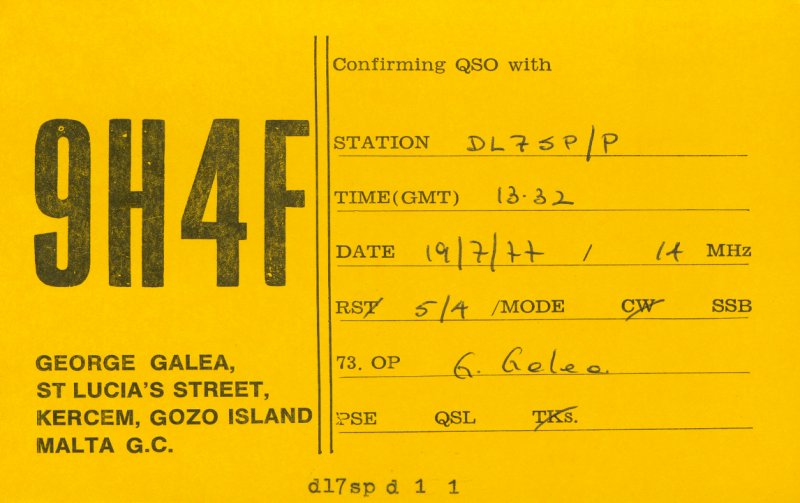 9H4F
GEORGE GALEA,
ST LUCIA'S STREET,
KERCEM, GOZO ISLAND
MALTA G.C.
Confirming QSO with
STATION DL7SP/P
TIME(GMT) 13.32
DATE 19/7/77 / 14 MHz
RST 5/4 /MODE CW SSB
73. OP G. Galea
PSE QSL TKs.
dl7sp d 1 1